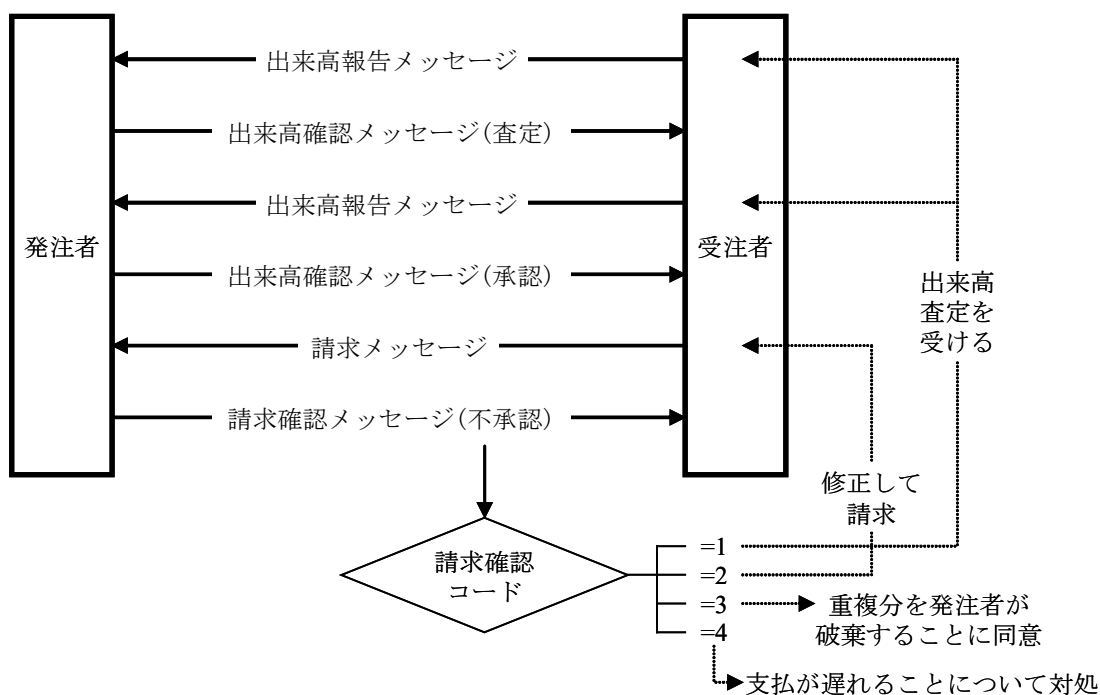 出来高報告メッセージ
出来高確認メッセージ(査定)
出来高報告メッセージ
発注者
受注者
出来高確認メッセージ(承認)
出来高
査定を
受ける
請求メッセージ
請求確認メッセージ(不承認)
修正して
請求
請求確認
コード
=1
=2
=3
重複分を発注者が
破棄することに同意
=4
支払が遅れることについて対処